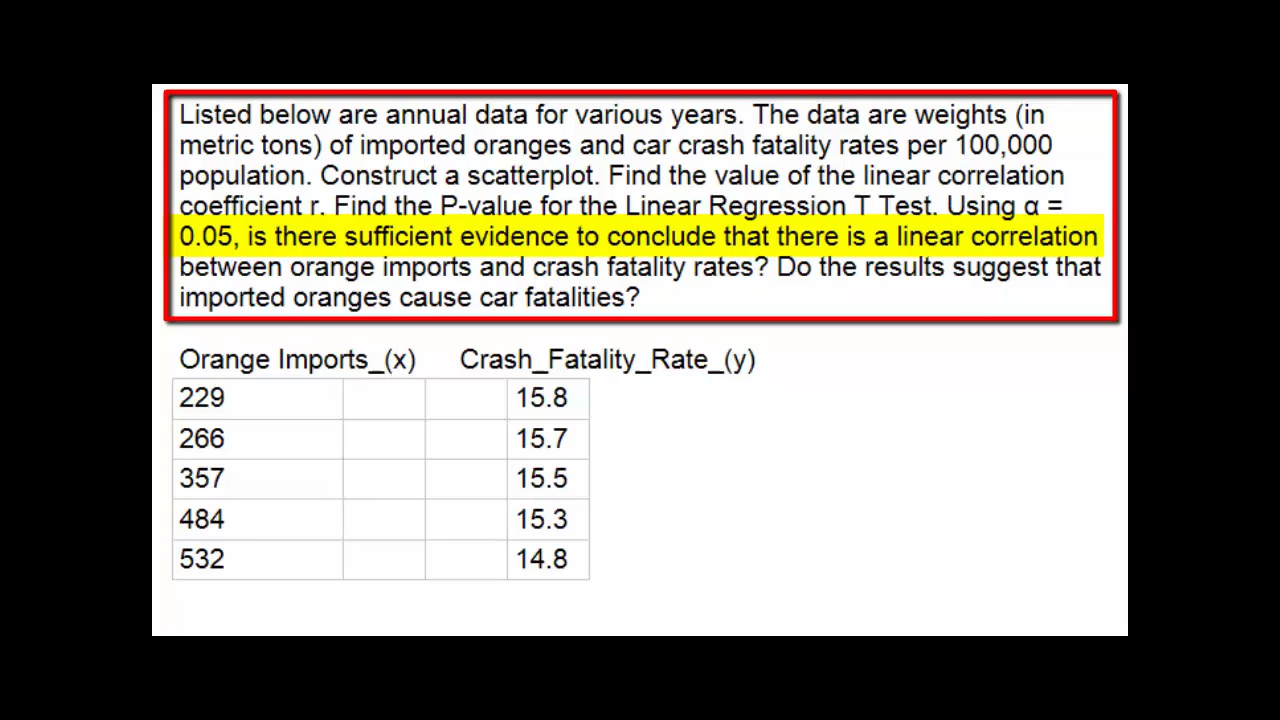 Listed below are annual data for various years. The data are weights (in
metric tons) of imported oranges and car crash fatality rates per 100,000
population. Construct a scatterplot. Find the value of the linear correlation
coefficient r. Find the P-value for the Linear Regression T Test. Using α =
0.05, is there sufficient evidence to conclude that there is a linear correlation
between orange imports and crash fatality rates? Do the results suggest that
imported oranges cause car fatalities?
Orange Imports_(x) Crash_Fatality_Rate_(y)
229 15.8
266 15.7
357 15.5
484 15.3
532 14.8